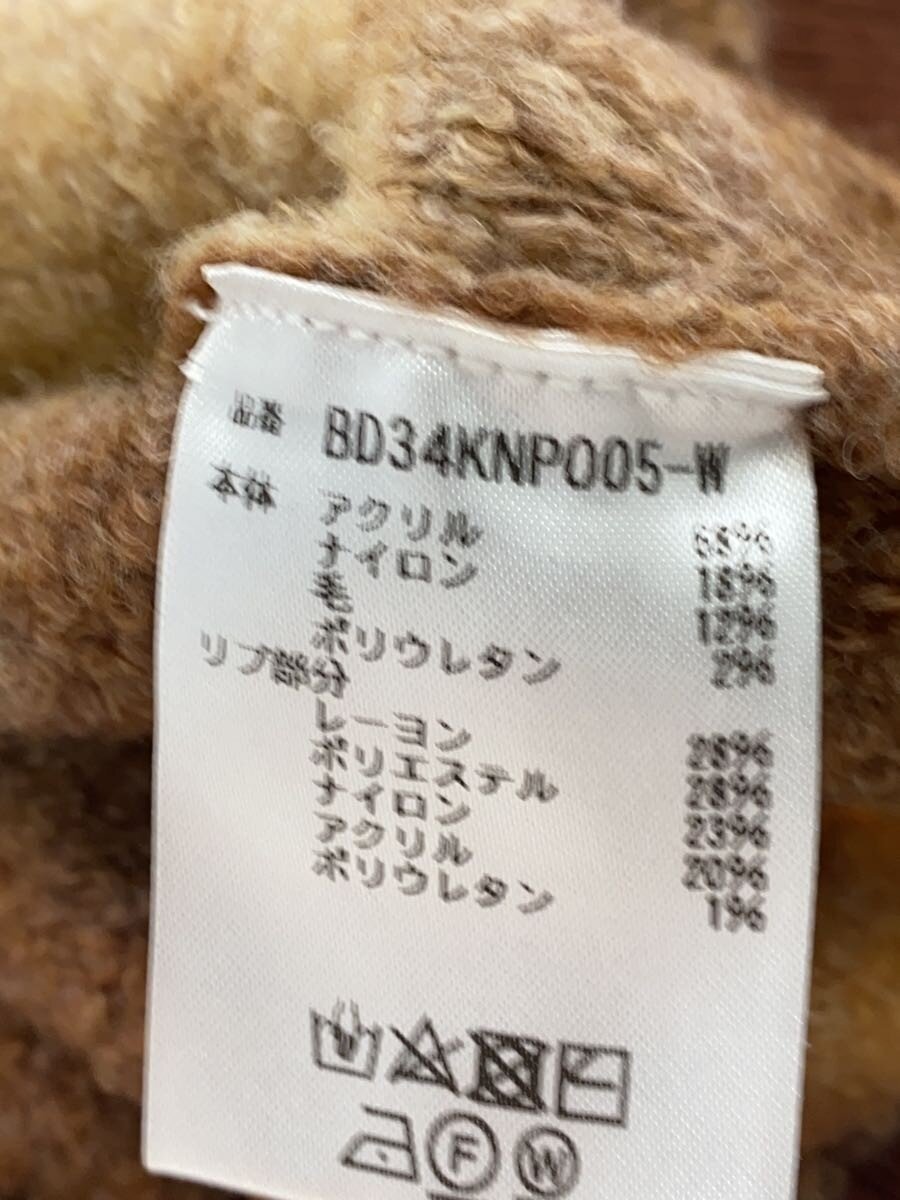 品番 BD34KNP005-W
本体 アクリル 68%
ナイロン 18%
毛 12%
ポリウレタン 2%
リブ部分
レーヨン 28%
ポリエステル 28%
ナイロン 23%
アクリル 20%
ポリウレタン 1%
F W